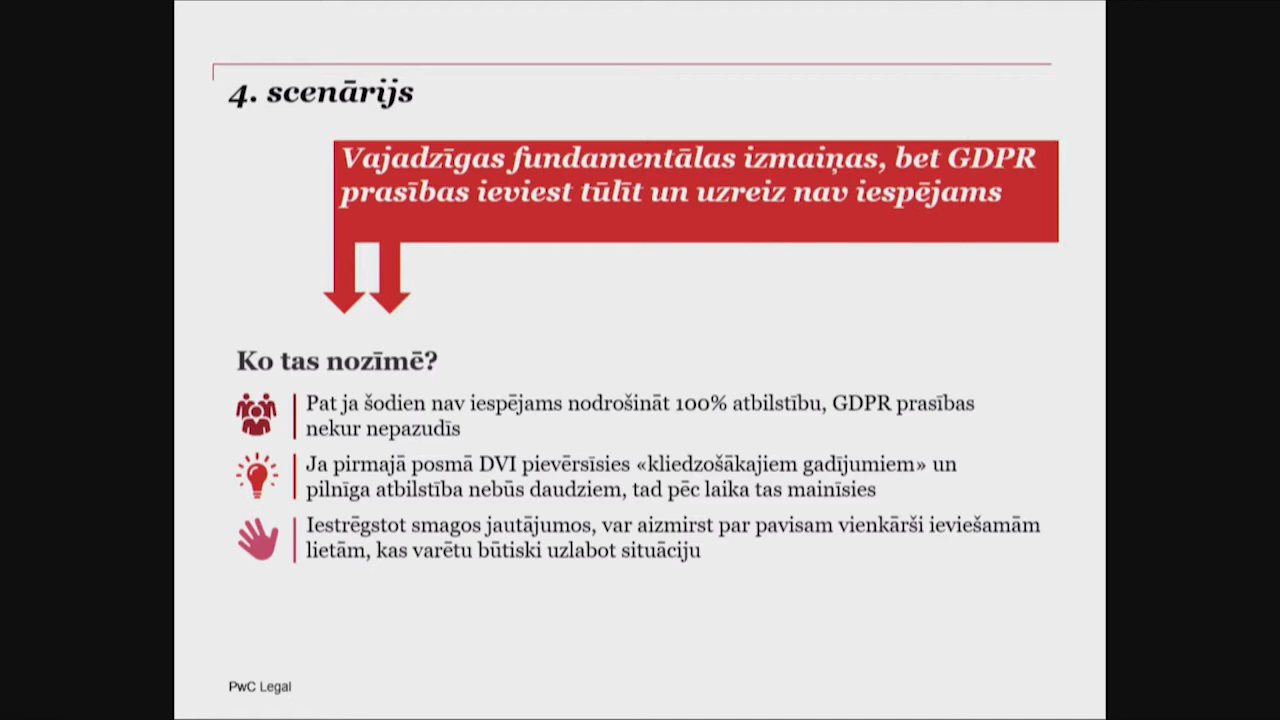 4. scenārijs
Vajadzīgas fundamentālas izmaiņas, bet GDPR
prasības ieviest tūlīt un uzreiz nav iespējams
Ko tas nozīmē?
Pat ja šodien nav iespējams nodrošināt 100% atbilstību, GDPR prasības
nekur nepazudīs
Ja pirmajā posmā DVI pievērsīsies «kliedzošākajiem gadījumiem» un
pilnīga atbilstība nebūs daudziem, tad pēc laika tas mainīsies
Iestrēgstot smagos jautājumos, var aizmirst par pavisam vienkārši ieviešamām
lietām, kas varētu būtiski uzlabot situāciju
PwC Legal